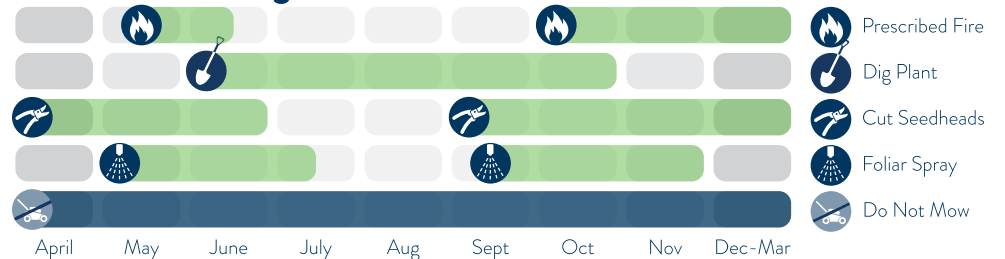 Prescribed Fire
Dig Plant
Cut Seedheads
Foliar Spray
Do Not Mow
April May June July Aug Sept Oct Nov Dec-Mar